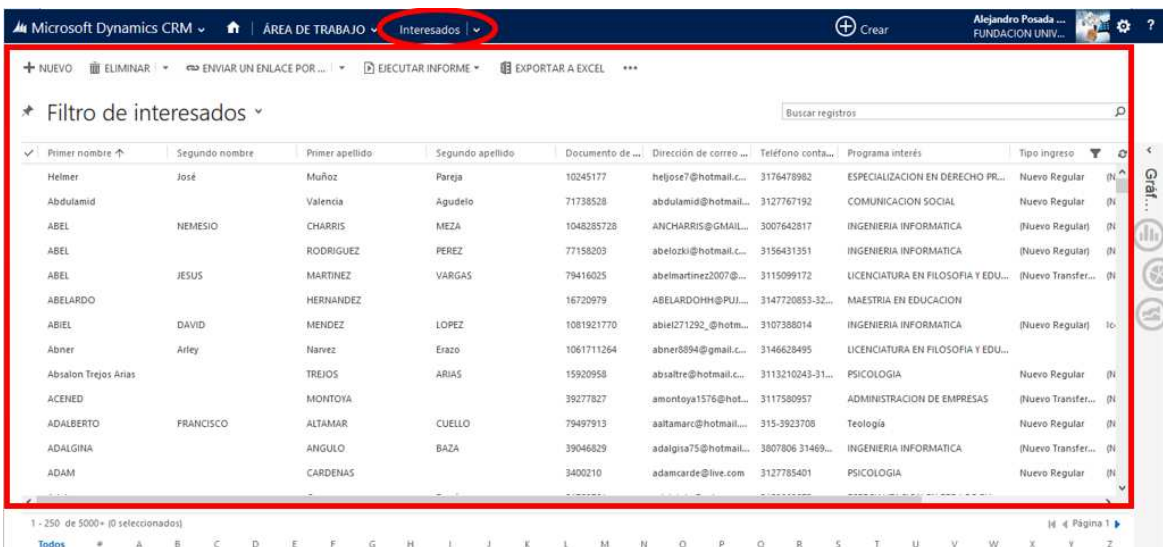 Microsoft Dynamics CRM ÁREA DE TRABAJO Interesados Crear Alejandro Posada ... FUNDACION UNIV... ?
NUEVO ELIMINAR ENVIAR UN ENLACE POR ... EJECUTAR INFORME EXPORTAR A EXCEL ...
Filtro de interesados Buscar registros
Primer nombre Segundo nombre Primer apellido Segundo apellido Documento de ... Dirección de correo ... Teléfono conta... Programa interés Tipo ingreso
Gráf...
Helmer José Muñoz Pareja 10245177 heljose7@hotmail.c... 3176478982 ESPECIALIZACION EN DERECHO PR... Nuevo Regular (N
Abdulamid Valencia Agudelo 71738528 abdulamid@hotmail... 3127767192 COMUNICACION SOCIAL Nuevo Regular (N
ABEL NEMESIO CHARRIS MEZA 1048285728 ANCHARRIS@GMAIL... 3007642817 INGENIERIA INFORMATICA (Nuevo Regular) (N
ABEL RODRIGUEZ PEREZ 77158203 abelozki@hotmail.c... 3156431351 INGENIERIA INFORMATICA (Nuevo Regular) (N
ABEL JESUS MARTINEZ VARGAS 79416025 abelmartinez2007@... 3115099172 LICENCIATURA EN FILOSOFIA Y EDU... (Nuevo Transfer... (N
ABELARDO HERNANDEZ 16720979 ABELARDOHH@PUJ.... 3147720853-32... MAESTRIA EN EDUCACION
ABIEL DAVID MENDEZ LOPEZ 1081921770 abiel271292_@hotm... 3107388014 INGENIERIA INFORMATICA (Nuevo Regular)
Abner Arley Narvez Erazo 1061711264 abner8894@gmail.c... 3146628495 LICENCIATURA EN FILOSOFIA Y EDU...
Absalon Trejos Arias TREJOS ARIAS 15920958 absaltre@hotmail.c... 3113210243-31... PSICOLOGIA Nuevo Regular (N
ACENED MONTOYA 39277827 amontoya1576@hot... 3117580957 ADMINISTRACION DE EMPRESAS (Nuevo Transfer... (N
ADALBERTO FRANCISCO ALTAMAR CUELLO 79497913 aaltamarc@hotmail.... 315-3923708 Teología Nuevo Regular (N
ADALGINA ANGULO BAZA 39046829 adalgisa75@hotmail... 3807806 31469... INGENIERIA INFORMATICA (Nuevo Transfer... (N
ADAM CARDENAS 3400210 adamcarde@live.com 3127785401 PSICOLOGIA Nuevo Regular (N
1 - 250 de 5000+ (0 seleccionados) Página 1
Todos # A B C D E F G H I J K L M N O P Q R S T U V W X Y Z